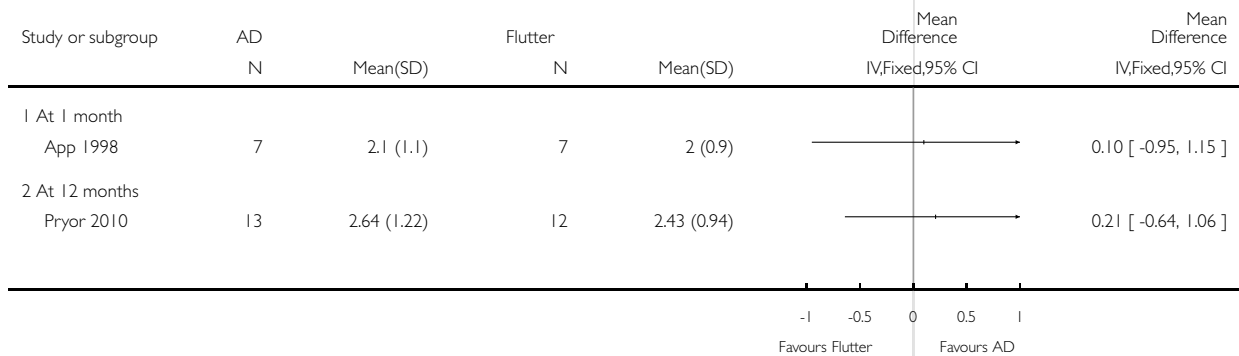 Study or subgroup AD Flutter Mean Difference Mean Difference
N Mean(SD) N Mean(SD) IV,Fixed,95% CI IV,Fixed,95% CI
1 At 1 month
App 1998 7 2.1 (1.1) 7 2 (0.9) 0.10 [ -0.95, 1.15 ]
2 At 12 months
Pryor 2010 13 2.64 (1.22) 12 2.43 (0.94) 0.21 [ -0.64, 1.06 ]
-1 -0.5 0 0.5 1
Favours Flutter Favours AD